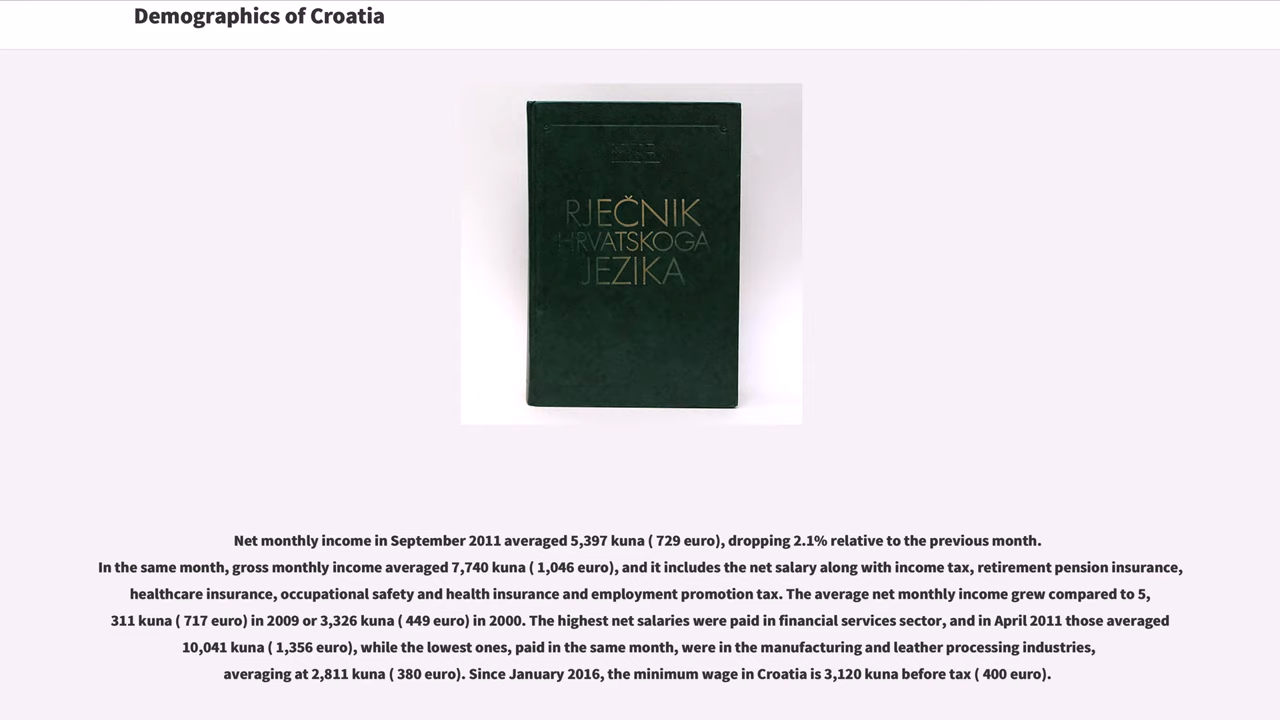 Demographics of Croatia
RJEČNIK
HRVATSKOGA
JEZIKA
Net monthly income in September 2011 averaged 5,397 kuna ( 729 euro), dropping 2.1% relative to the previous month.
In the same month, gross monthly income averaged 7,740 kuna ( 1,046 euro), and it includes the net salary along with income tax, retirement pension insurance,
healthcare insurance, occupational safety and health insurance and employment promotion tax. The average net monthly income grew compared to 5,
311 kuna ( 717 euro) in 2009 or 3,326 kuna ( 449 euro) in 2000. The highest net salaries were paid in financial services sector, and in April 2011 those averaged
10,041 kuna ( 1,356 euro), while the lowest ones, paid in the same month, were in the manufacturing and leather processing industries,
averaging at 2,811 kuna ( 380 euro). Since January 2016, the minimum wage in Croatia is 3,120 kuna before tax ( 400 euro).